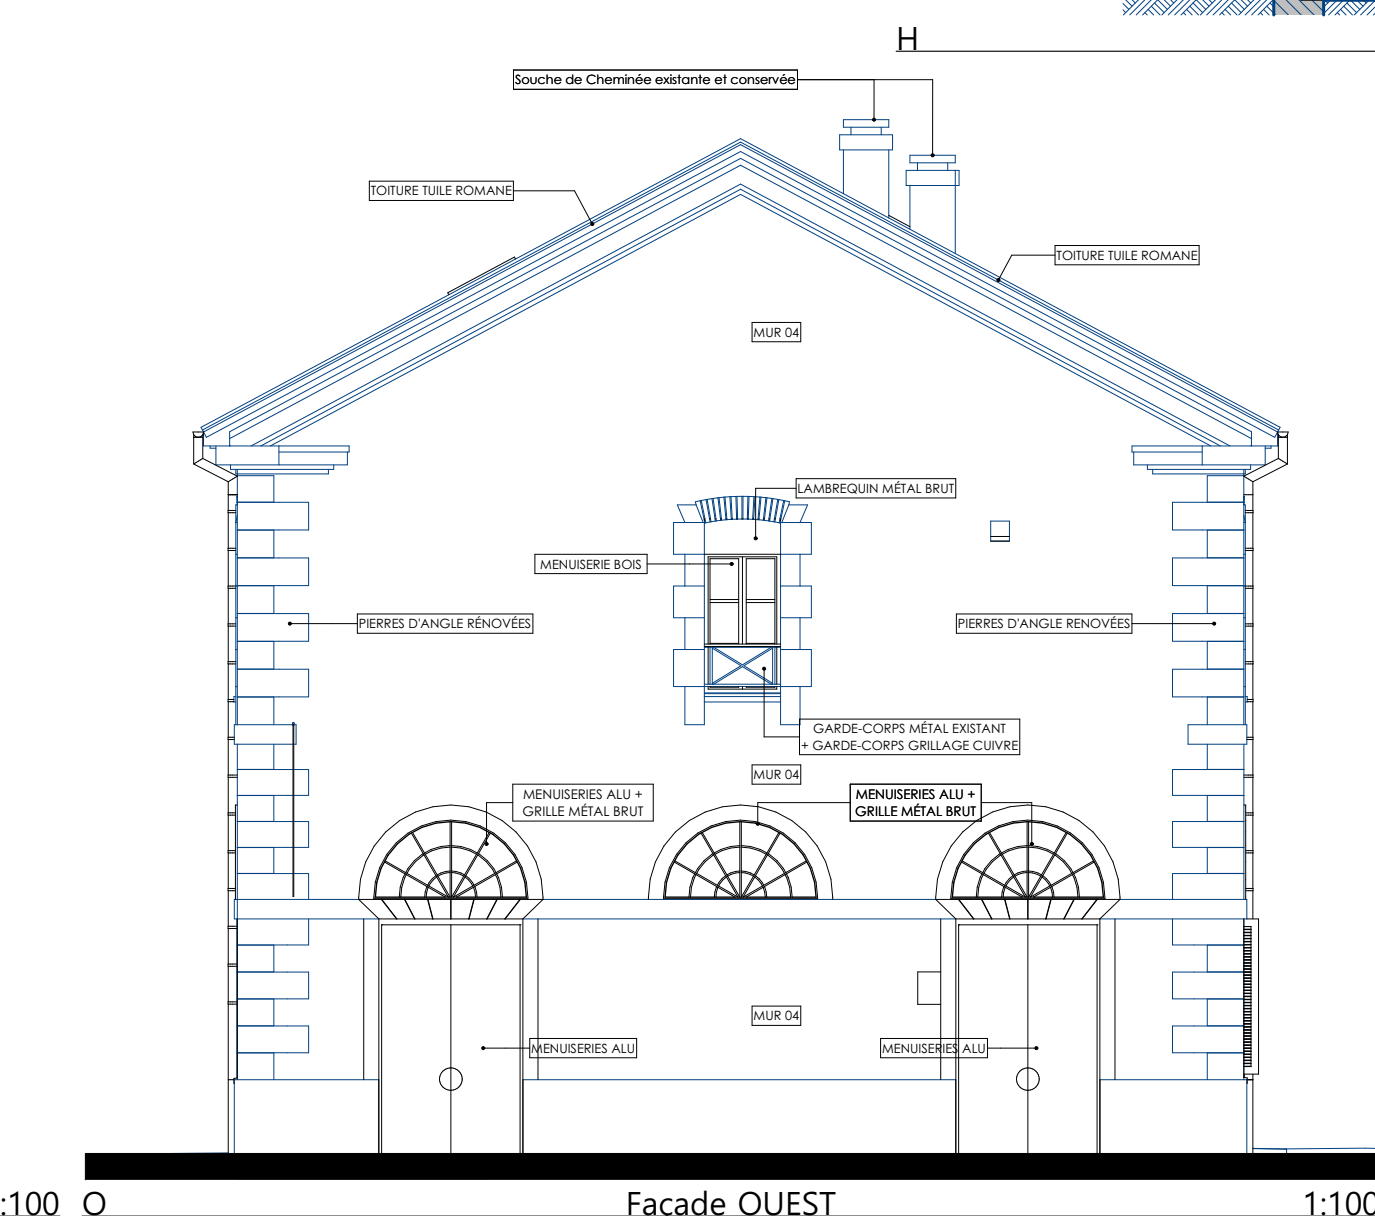 H
Souche de Cheminée existante et conservée
TOITURE TUILE ROMANE
TOITURE TUILE ROMANE
MUR 04
LAMBREQUIN MÉTAL BRUT
MENUISERIE BOIS
PIERRES D'ANGLE RÉNOVÉES
PIERRES D'ANGLE RENOVÉES
GARDE-CORPS MÉTAL EXISTANT
+ GARDE-CORPS GRILLAGE CUIVRE
MUR 04
MENUISERIES ALU +
GRILLE MÉTAL BRUT
MENUISERIES ALU +
GRILLE MÉTAL BRUT
MUR 04
MENUISERIES ALU
MENUISERIES ALU
:100 O Facade OUEST 1:100